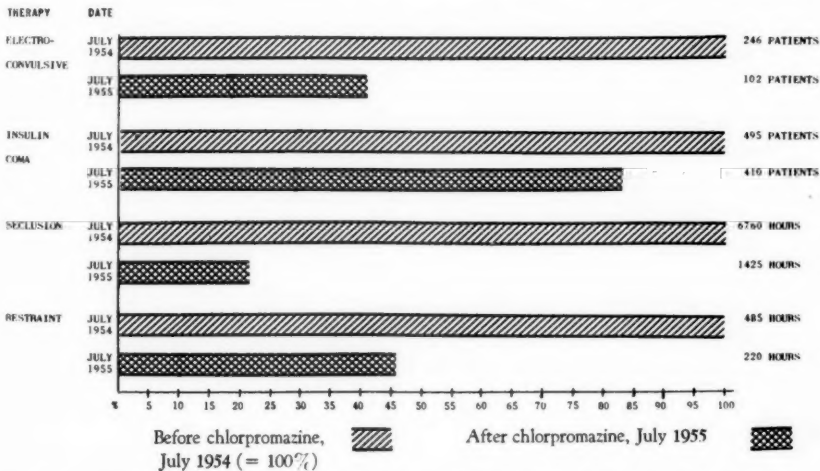 THERAPY DATE
ELECTRO- JULY 1954 246 PATIENTS
CONVULSIVE JULY 1955 102 PATIENTS
INSULIN JULY 1954 495 PATIENTS
COMA JULY 1955 410 PATIENTS
SECLUSION JULY 1954 6760 HOURS
JULY 1955 1425 HOURS
RESTRAINT JULY 1954 485 HOURS
JULY 1955 220 HOURS
% 5 10 15 20 25 30 35 40 45 50 55 60 65 70 75 80 85 90 95 100
Before chlorpromazine, After chlorpromazine, July 1955
July 1954 (= 100%)